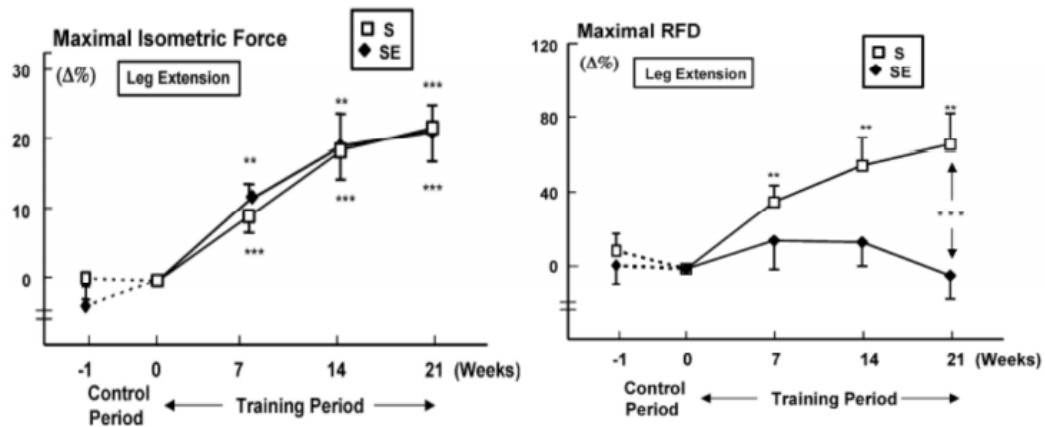 Maximal Isometric Force
(Δ%)
Leg Extension
S
SE
30
20
10
0
**
***
**
***
***
***
-1 0 7 14 21 (Weeks)
Control Period
Training Period
Maximal RFD
(Δ%)
Leg Extension
S
SE
120
80
40
0
**
**
**
---
-1 0 7 14 21 (Weeks)
Control Period
Training Period